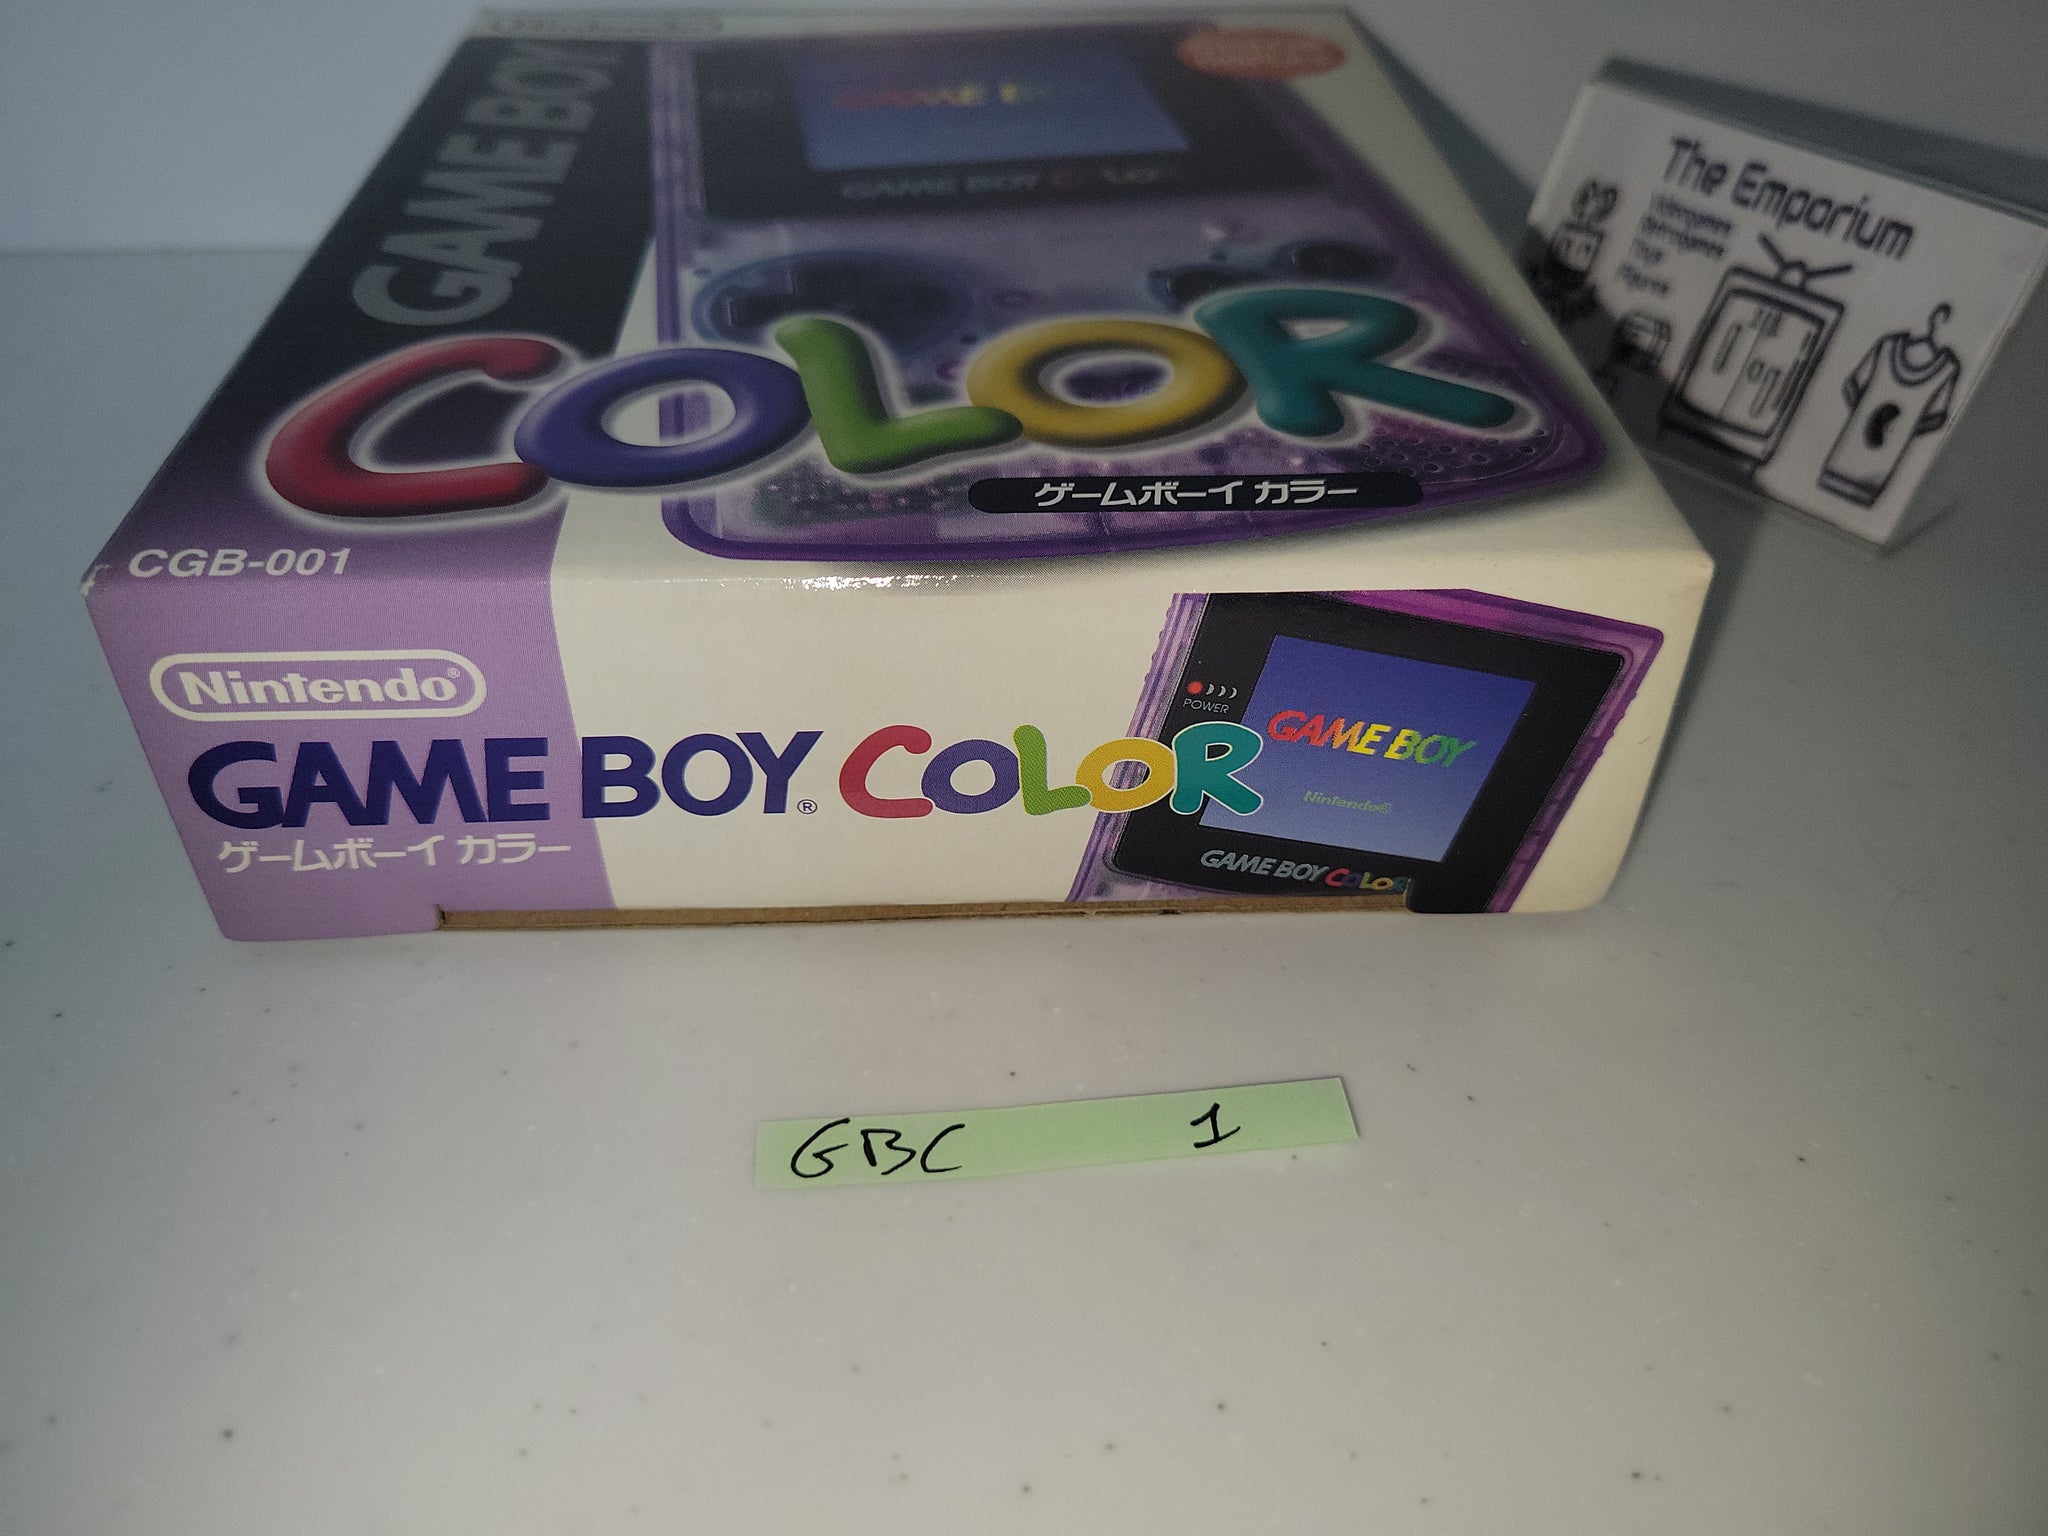 Nintendo
GAME BOY
GAME BOY
GAME BOY COLOR
COLOR
ゲームボーイ カラー
CGB-001
Nintendo®
GAME BOY® COLOR
ゲームボーイ カラー
POWER
GAME BOY
Nintendo®
GAME BOY COLOR
The Emporium
GBC 1